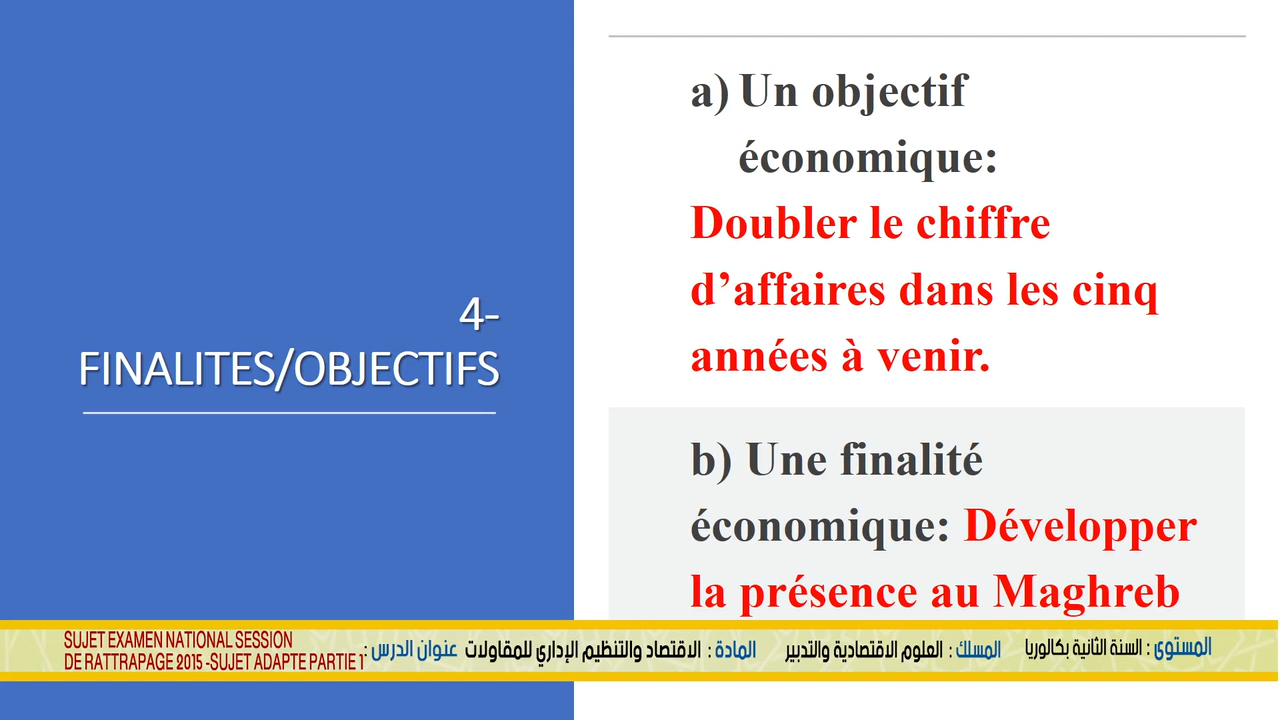 4-
FINALITES/OBJECTIFS
a) Un objectif
économique:
Doubler le chiffre
d’affaires dans les cinq
années à venir.
b) Une finalité
économique: Développer
la présence au Maghreb
المستوى : السنة الثانية بكالوريا
المسلك : العلوم الاقتصادية والتدبير
المادة : الاقتصاد والتنظيم الإداري للمقاولات
عنوان الدرس :
SUJET EXAMEN NATIONAL SESSION
DE RATTRAPAGE 2015 -SUJET ADAPTE PARTIE 1